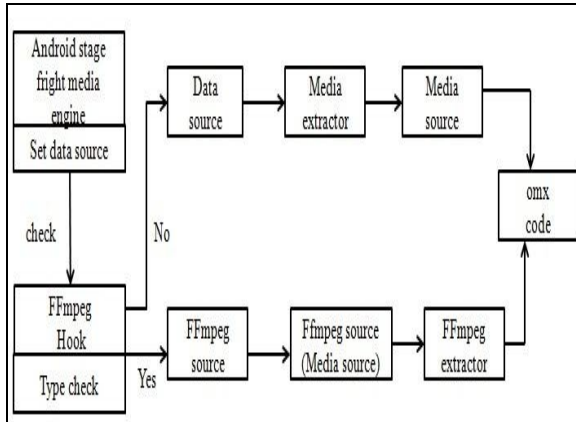 Android stage
fright media
engine
Set data source
check
FFmpeg
Hook
Type check
No
Yes
Data
source
Media
extractor
Media
source
omx
code
FFmpeg
source
Ffmpeg source
(Media source)
FFmpeg
extractor